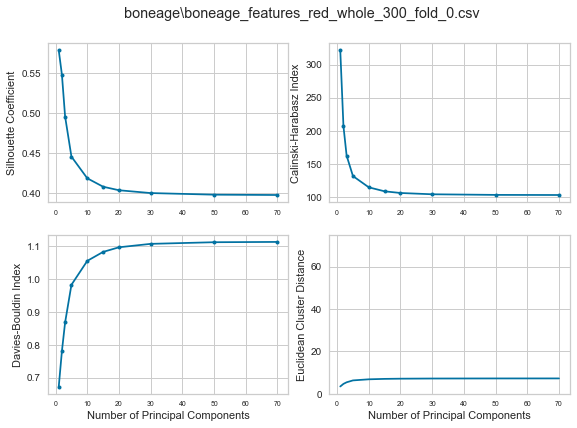 boneage\boneage_features_red_whole_300_fold_0.csv
Silhouette Coefficient
0.55
0.50
0.45
0.40
0 10 20 30 40 50 60 70
Calinski-Harabasz Index
300
250
200
150
100
0 10 20 30 40 50 60 70
Davies-Bouldin Index
1.1
1.0
0.9
0.8
0.7
0 10 20 30 40 50 60 70
Number of Principal Components
Euclidean Cluster Distance
60
40
20
0
0 10 20 30 40 50 60 70
Number of Principal Components